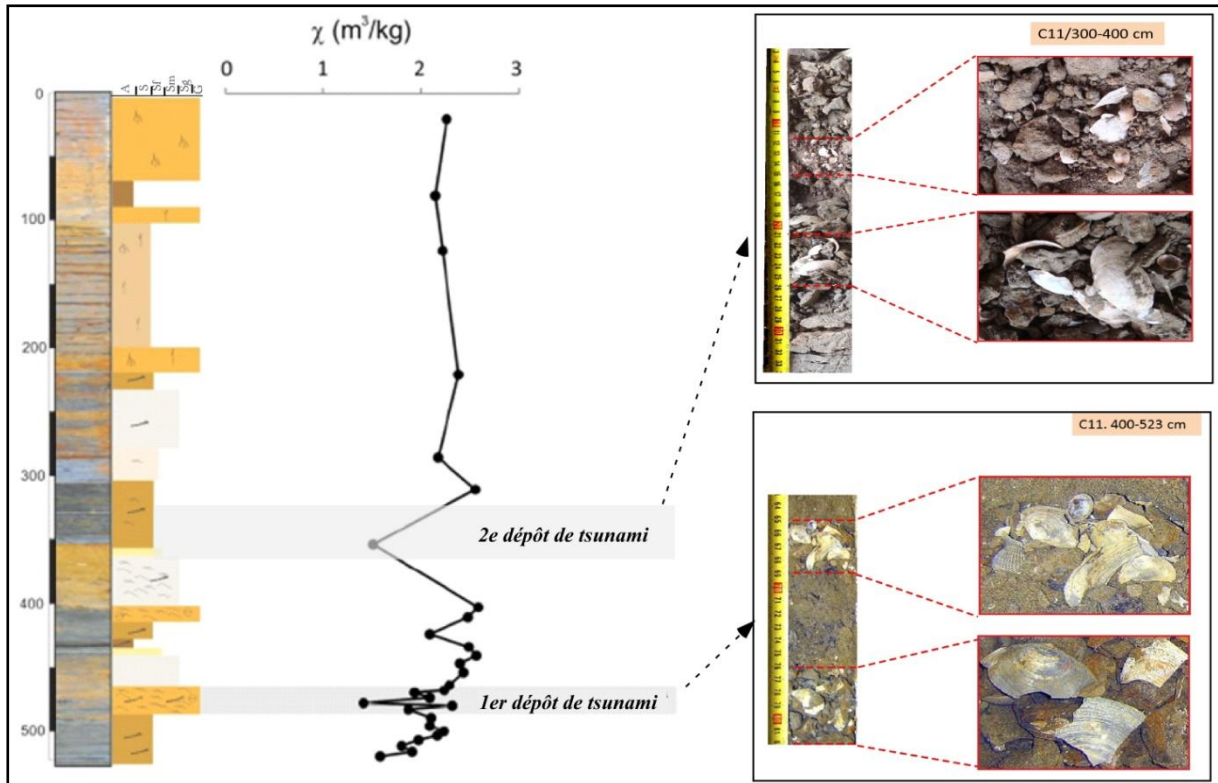 χ (m³/kg)
0 1 2 3
A S Sf Sm Sg G
0
100
200
300
400
500
2e dépôt de tsunami
1er dépôt de tsunami
C11/300-400 cm
C11. 400-523 cm